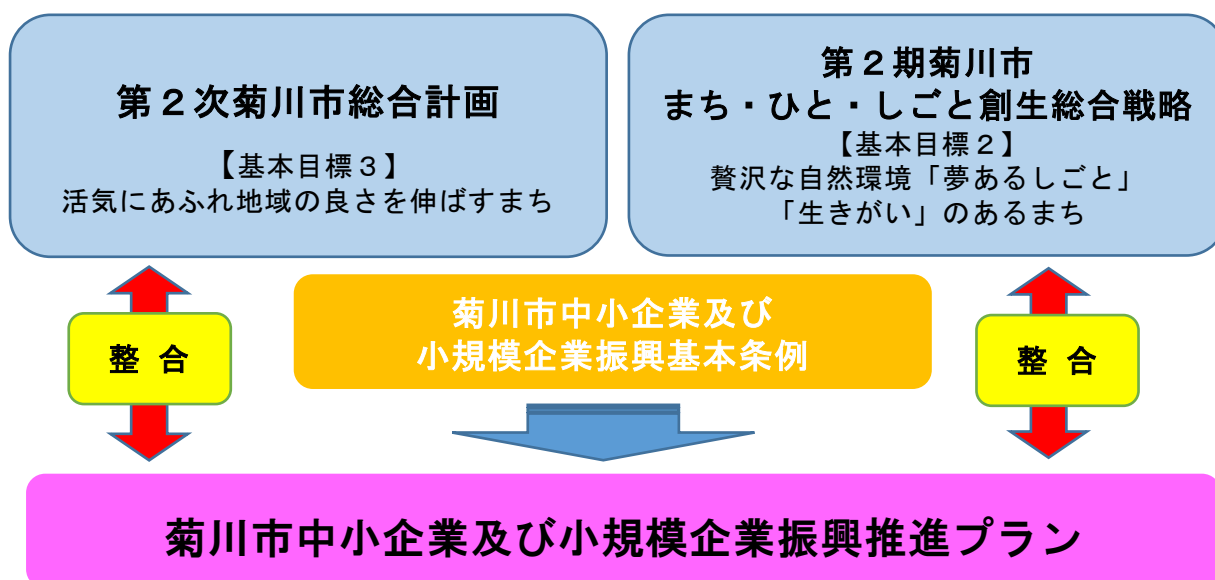 第２次菊川市総合計画
【基本目標３】
活気にあふれ地域の良さを伸ばすまち
第２期菊川市
まち・ひと・しごと創生総合戦略
【基本目標２】
贅沢な自然環境「夢あるしごと」
「生きがい」のあるまち
整 合
菊川市中小企業及び
小規模企業振興基本条例
整 合
菊川市中小企業及び小規模企業振興推進プラン